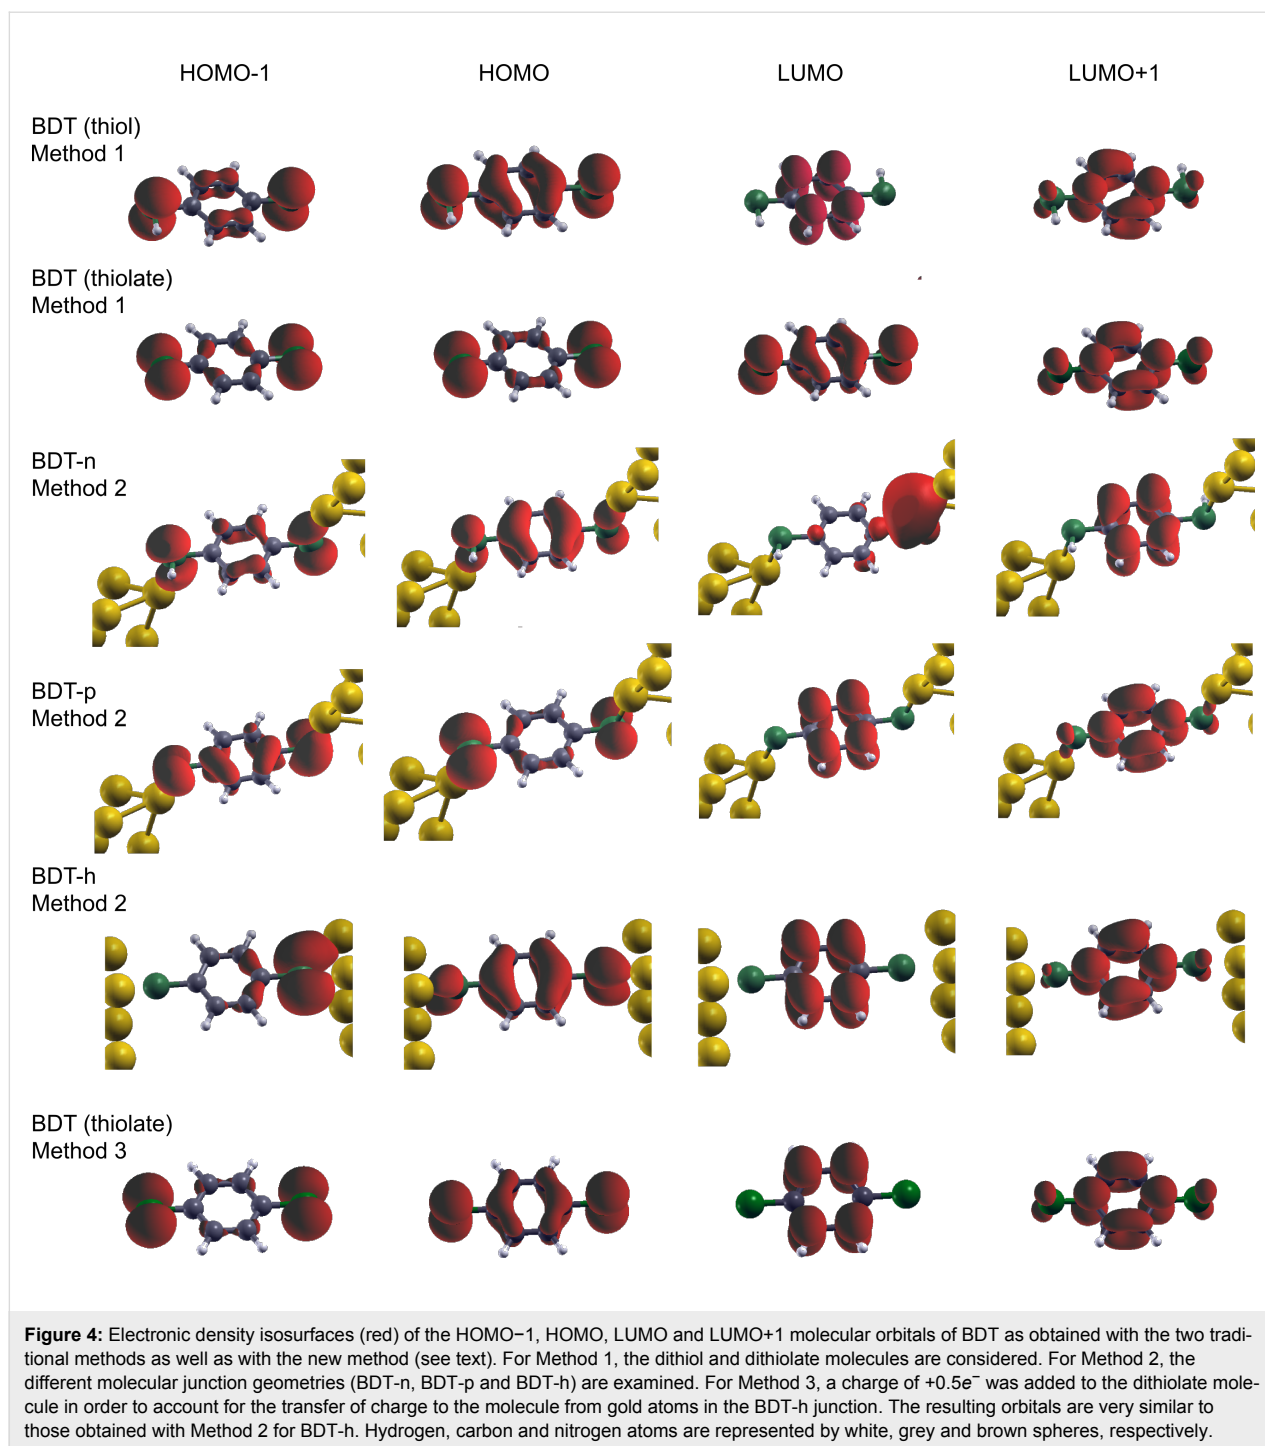 HOMO-1 HOMO LUMO LUMO+1
BDT (thiol)
Method 1
BDT (thiolate)
Method 1
BDT-n
Method 2
BDT-p
Method 2
BDT-h
Method 2
BDT (thiolate)
Method 3
Figure 4: Electronic density isosurfaces (red) of the HOMO−1, HOMO, LUMO and LUMO+1 molecular orbitals of BDT as obtained with the two tradi-
tional methods as well as with the new method (see text). For Method 1, the dithiol and dithiolate molecules are considered. For Method 2, the
different molecular junction geometries (BDT-n, BDT-p and BDT-h) are examined. For Method 3, a charge of +0.5e− was added to the dithiolate mole-
cule in order to account for the transfer of charge to the molecule from gold atoms in the BDT-h junction. The resulting orbitals are very similar to
those obtained with Method 2 for BDT-h. Hydrogen, carbon and nitrogen atoms are represented by white, grey and brown spheres, respectively.